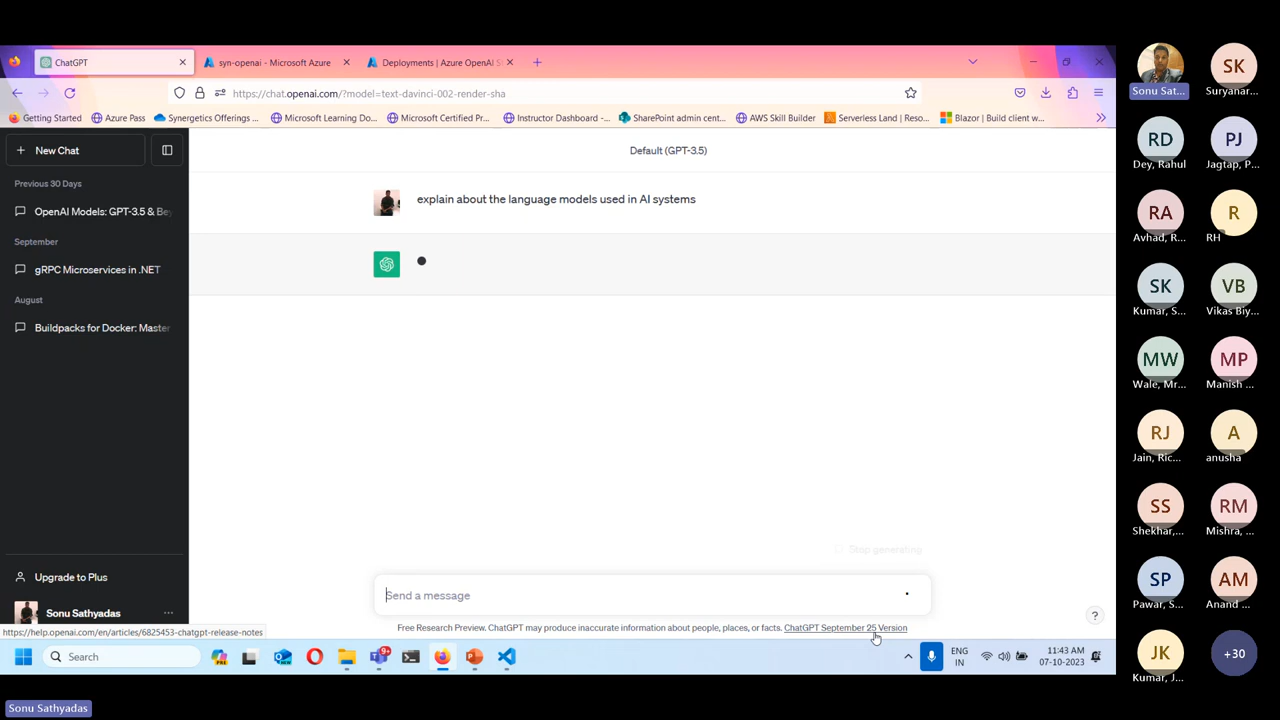 ChatGPT
syn-openai - Microsoft Azure
Deployments | Azure OpenAI S
https://chat.openai.com/?model=text-davinci-002-render-sha
Getting Started
Azure Pass
Synergetics Offerings ...
Microsoft Learning Do...
Microsoft Certified Pr...
Instructor Dashboard -...
SharePoint admin cent...
AWS Skill Builder
Serverless Land | Reso...
Blazor | Build client w...
New Chat
Default (GPT-3.5)
Previous 30 Days
OpenAI Models: GPT-3.5 & Bey
September
gRPC Microservices in .NET
August
Buildpacks for Docker: Master
explain about the language models used in AI systems
Stop generating
Send a message
Free Research Preview. ChatGPT may produce inaccurate information about people, places, or facts. ChatGPT September 25 Version
?
Upgrade to Plus
Sonu Sathyadas
...
https://help.openai.com/en/articles/6825453-chatgpt-release-notes
Search
9+
ENG
IN
11:43 AM
07-10-2023
Sonu Sathyadas
Sonu Sat...
SK
Suryanar...
RD
Dey, Rahul
PJ
Jagtap, P...
RA
Avhad, R...
R
RH
SK
Kumar, S...
VB
Vikas Biy...
MW
Wale, Mr...
MP
Manish ...
RJ
Jain, Ric...
A
anusha
SS
Shekhar,...
RM
Mishra, ...
SP
Pawar, S...
AM
Anand ...
JK
Kumar, J...
+30